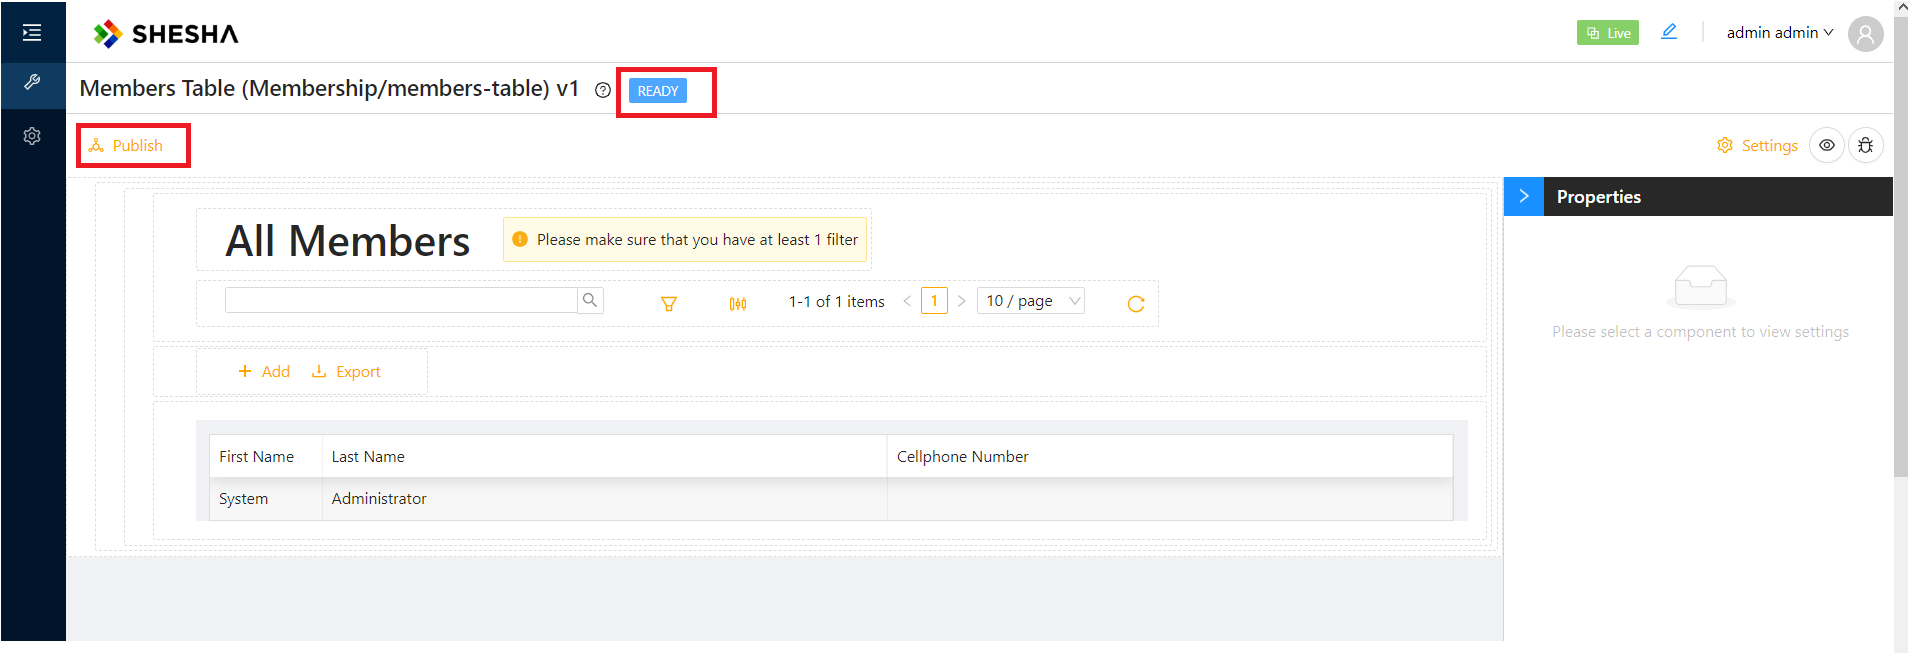 SHESHA
Live
admin admin
Members Table (Membership/members-table) v1
READY
Publish
Settings
Properties
All Members
Please make sure that you have at least 1 filter
1-1 of 1 items
1
10 / page
Add
Export
Please select a component to view settings
First Name Last Name Cellphone Number
System Administrator